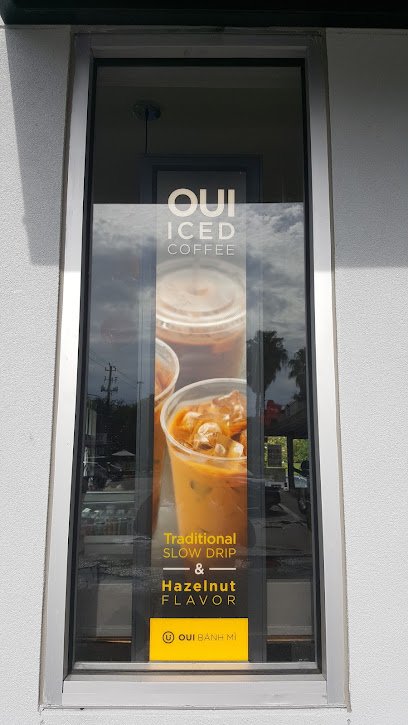 OUI
ICED
COFFEE
Traditional
SLOW DRIP
&
Hazelnut
FLAVOR
OUI BÁNH MÌ